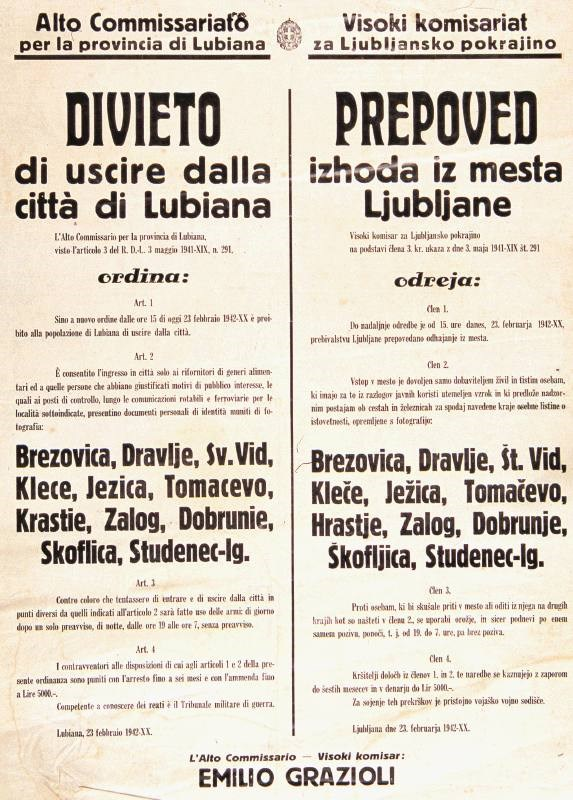 Alto Commissariato
per la provincia di Lubiana
DIVIETO
di uscire dalla
città di Lubiana
L'Alto Commissario per la provincia di Lubiana,
visto l'articolo 3 del R. D.-L. 3 maggio 1941-XIX, n. 291,
ordina:
Art. 1
Sino a nuovo ordine dalle ore 15 di oggi 23 febbraio 1942-XX è proi-
bito alla popolazione di Lubiana di uscire dalla città.
Art. 2
È consentito l'ingresso in città solo ai rifornitori di generi alimen-
tari ed a quelle persone che abbiano giustificati motivi di pubblico interesse, le
quali ai posti di controllo, lungo le comunicazioni rotabili e ferroviarie per le
località sottoindicate, presentino documenti personali di identità muniti di fo-
tografia:
Brezovica, Dravlje, Sv. Vid,
Klece, Jezica, Tomacevo,
Krastie, Zalog, Dobrunie,
Skoflica, Studenec-Ig.
Art. 3
Contro coloro che tentassero di entrare e di uscire dalla città in
punti diversi da quelli indicati all'articolo 2 sarà fatto uso delle armi: di giorno
dopo un solo preavviso, di notte, dalle ore 19 alle ore 7, senza preavviso.
Art. 4
I contravventori alle disposizioni di cui agli articoli 1 e 2 della pre-
sente ordinanza sono puniti con l'arresto fino a sei mesi e con l'ammenda fino
a Lire 5000,-.
Competente a conoscere dei reati è il Tribunale militare di guerra.
Lubiana, 23 febbraio 1942-XX.
Visoki komisariat
za Ljubljansko pokrajino
PREPOVED
izhoda iz mesta
Ljubljane
Visoki komisar za Ljubljansko pokrajino
na podstavi člena 3. kr. ukaza z dne 3. maja 1941-XIX št. 291
odreja:
Člen 1.
Do nadaljnje odredbe je od 15. ure danes, 23. februarja 1942-XX,
prebivalstvu Ljubljane prepovedano odhajanje iz mesta.
Člen 2.
Vstop v mesto je dovoljen samo dobaviteljem živil in tistim osebam,
ki imajo za to iz razlogov javnih koristi utemeljen vzrok in ki predlože nadzor-
nim postajam ob cestah in železnicah za spodaj navedene kraje osebne listine o
istovetnosti, opremljene s fotografijo:
Brezovica, Dravlje, Št. Vid,
Kleče, Ježica, Tomačevo,
Hrastje, Zalog, Dobrunje,
Škofljica, Studenec-Ig.
Člen 3.
Proti osebam, ki bi skušale priti v mesto ali oditi iz njega na drugih
krajih kot so našteti v členu 2., se uporabi orožje, in sicer podnevi po enem
samem pozivu, ponoči, t. j. od 19. do 7. ure, pa brez poziva.
Člen 4.
Kršitelji določb iz členov 1. in 2. te naredbe se kaznujejo z zaporom
do šestih mesecev in v denarju do Lir 5000,-.
Za sojenje teh prekrškov je pristojno vojaško vojno sodišče.
Ljubljana dne 23. februarja 1942-XX.
L'Alto Commissario — Visoki komisar:
EMILIO GRAZIOLI